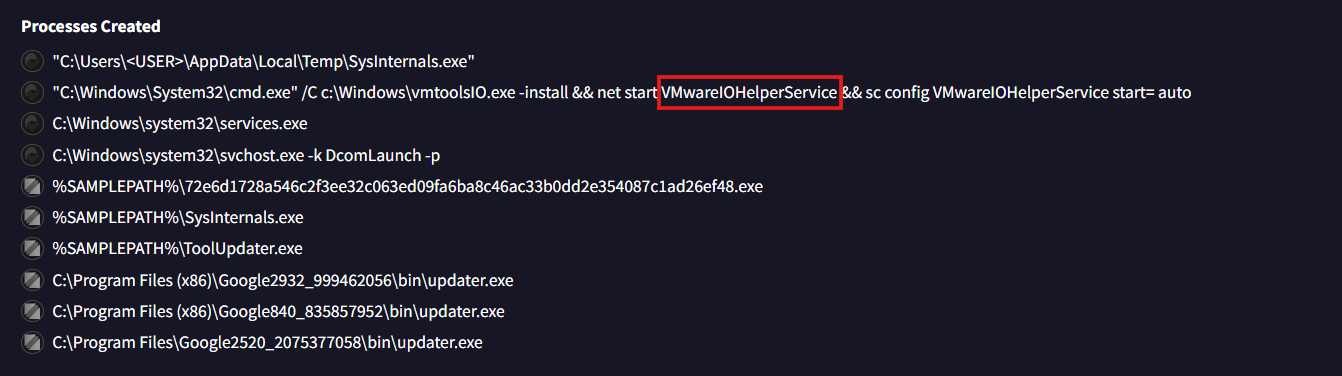 Processes Created
"C:\Users\<USER>\AppData\Local\Temp\SysInternals.exe"
"C:\Windows\System32\cmd.exe" /C c:\Windows\vmtoolsIO.exe -install && net start VMwareIOHelperService && sc config VMwareIOHelperService start= auto
C:\Windows\system32\services.exe
C:\Windows\system32\svchost.exe -k DcomLaunch -p
%SAMPLEPATH%\72e6d1728a546c2f3ee32c063ed09fa6ba8c46ac33b0dd2e354087c1ad26ef48.exe
%SAMPLEPATH%\SysInternals.exe
%SAMPLEPATH%\ToolUpdater.exe
C:\Program Files (x86)\Google2932_999462056\bin\updater.exe
C:\Program Files (x86)\Google840_835857952\bin\updater.exe
C:\Program Files\Google2520_2075377058\bin\updater.exe